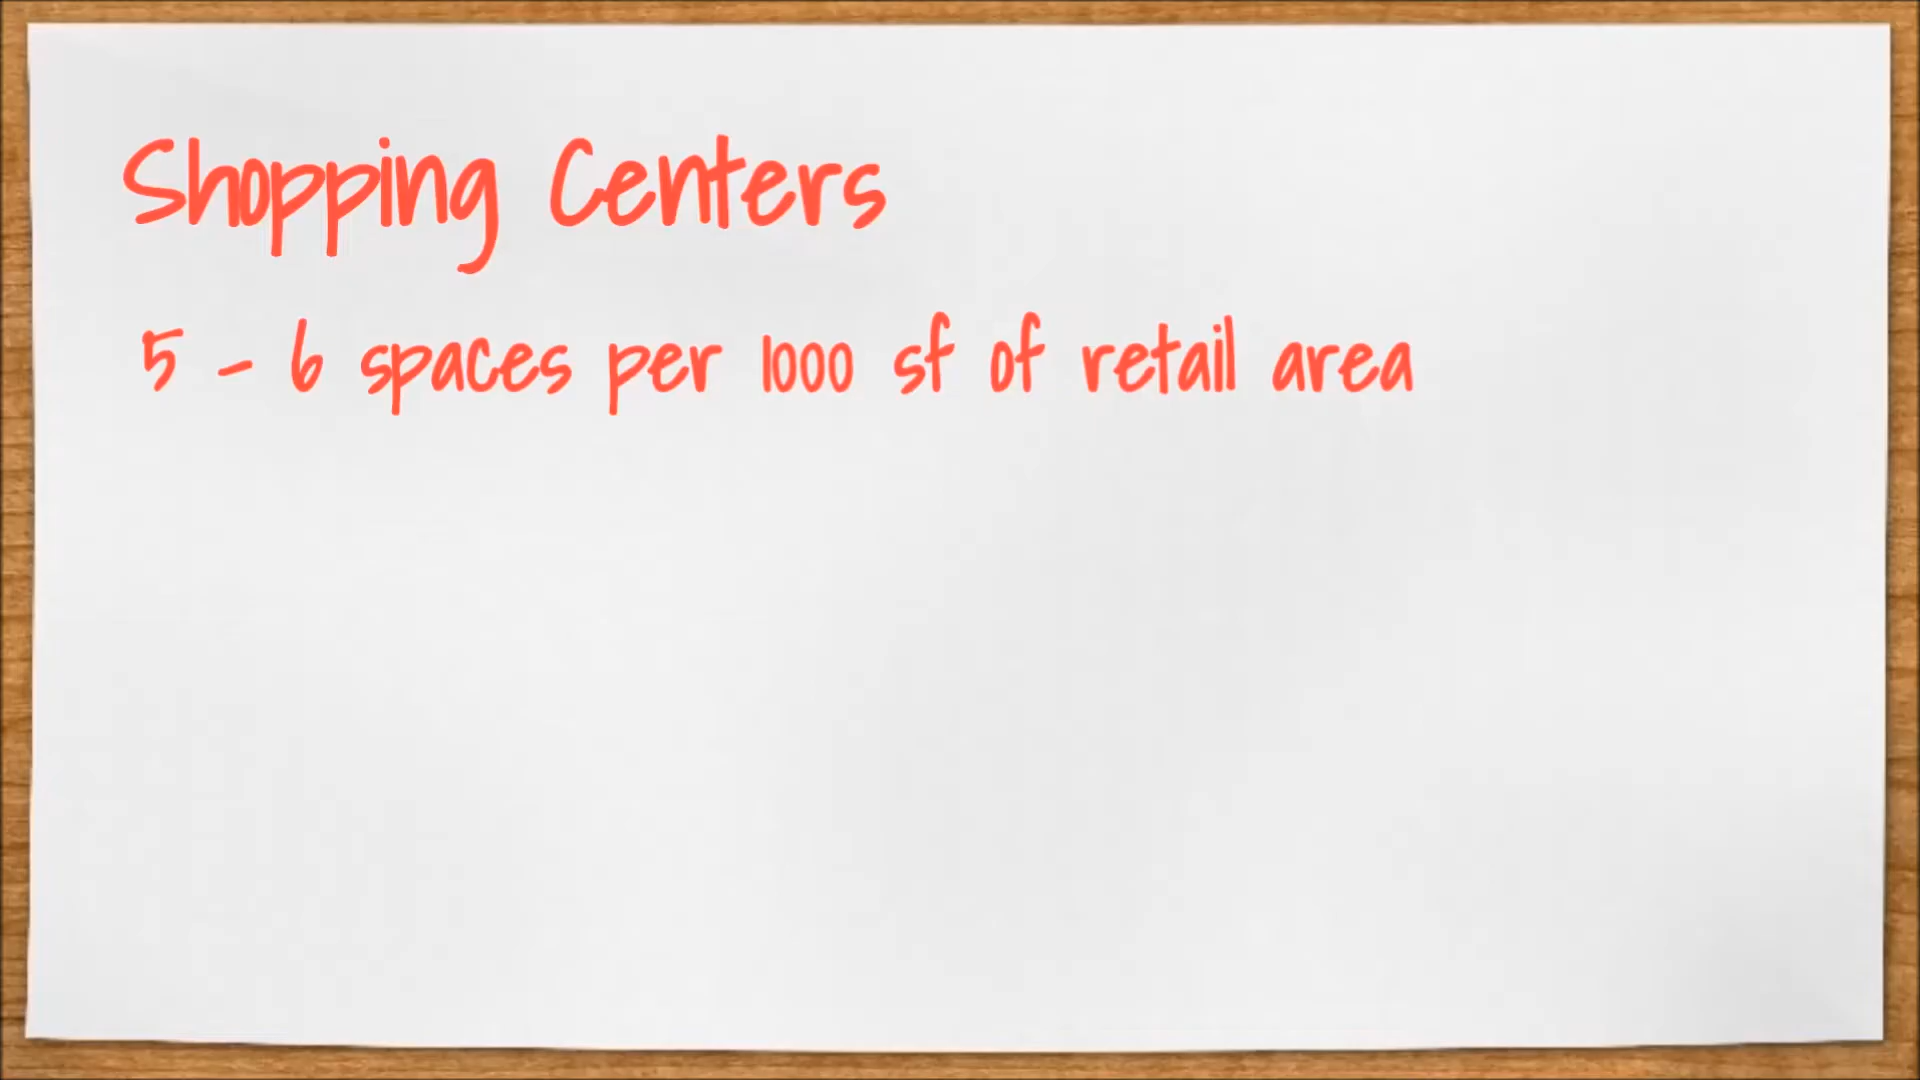 Shopping Centers
5 - 6 spaces per 1000 sf of retail area